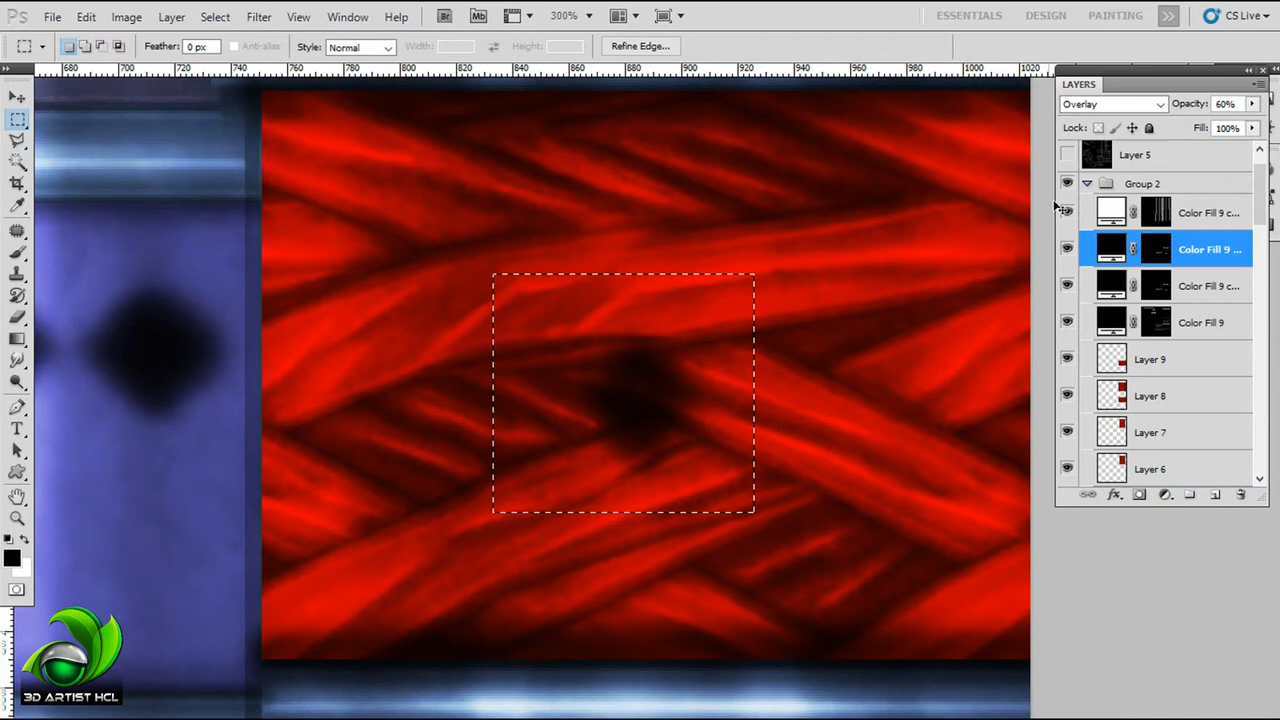 Ps File Edit Image Layer Select Filter View Window Help Br Mb 300% ESSENTIALS DESIGN PAINTING CS Live
Feather: 0 px Anti-alias Style: Normal Width: Height: Refine Edge...
680 700 720 740 760 780 800 820 840 860 880 900 920 940 960 980 1000 1020
LAYERS
Overlay Opacity: 60%
Lock: Fill: 100%
Layer 5
Group 2
Color Fill 9 c...
Color Fill 9 ...
Color Fill 9 c...
Color Fill 9
Layer 9
Layer 8
Layer 7
Layer 6
3D ARTIST HCL